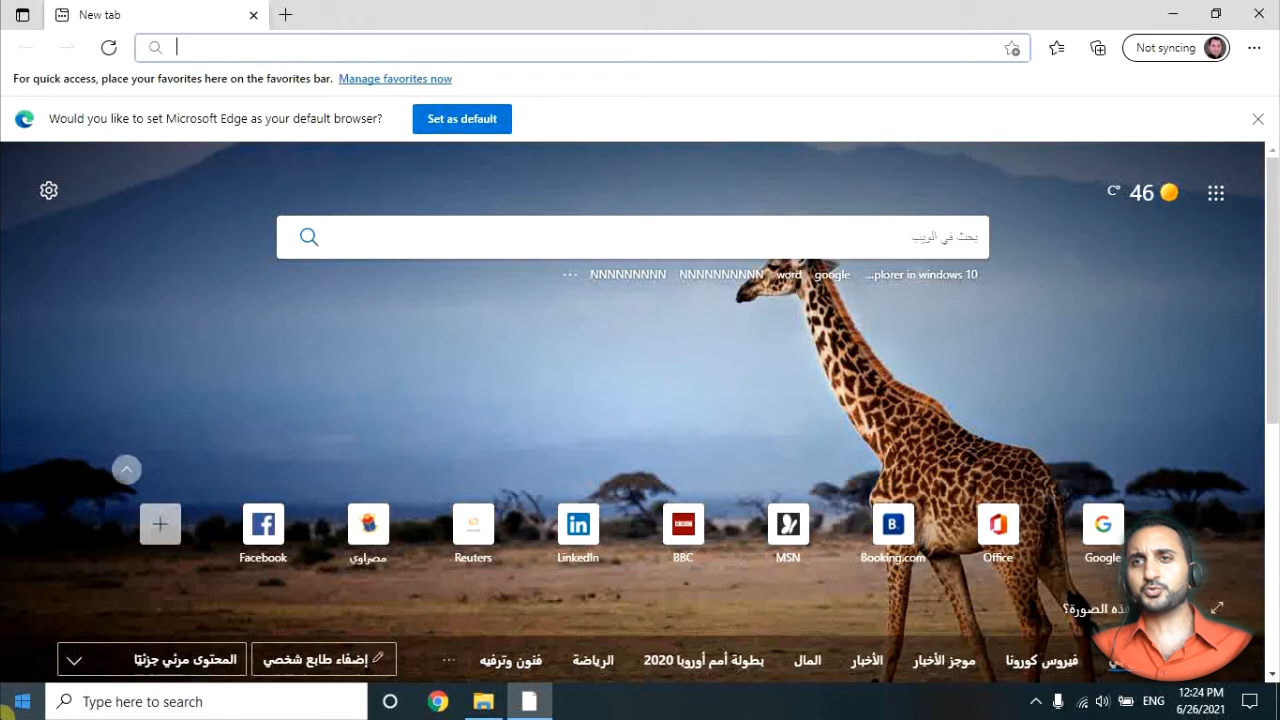 New tab
Not syncing
For quick access, place your favorites here on the favorites bar. Manage favorites now
Would you like to set Microsoft Edge as your default browser? Set as default
C° 46
بحث في الويب
NNNNNNNNN NNNNNNNNNN word google ...plorer in windows 10
Facebook مصراوي Reuters LinkedIn BBC MSN Booking.com Office Google
BBC
B.
هذه الصورة؟
المحتوى مرئي جزئيًا إضفاء طابع شخصي فنون وترفيه الرياضة بطولة أمم أوروبا 2020 المال الأخبار موجز الأخبار فيروس كورونا
Type here to search
ENG
12:24 PM
6/26/2021